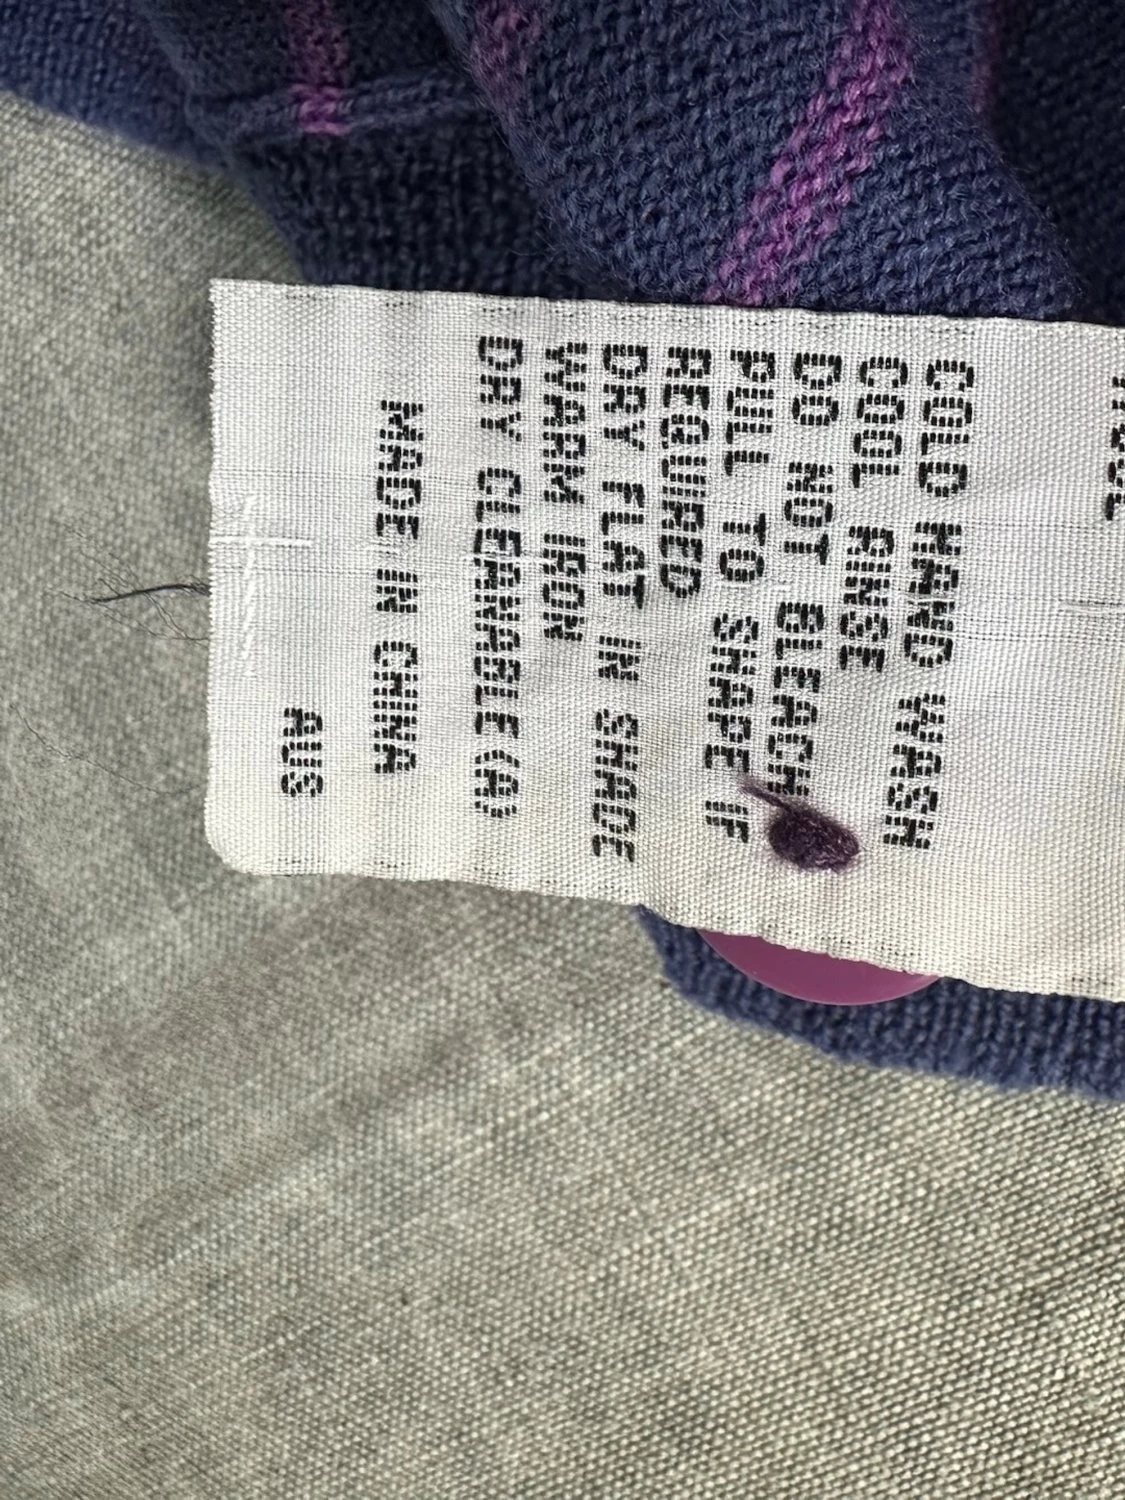 COLD HAND WASH
COOL RINSE
DO NOT BLEACH
PULL TO SHAPE IF
REQUIRED
DRY FLAT IN SHADE
WARM IRON
DRY CLEANABLE (A)
MADE IN CHINA
AUS